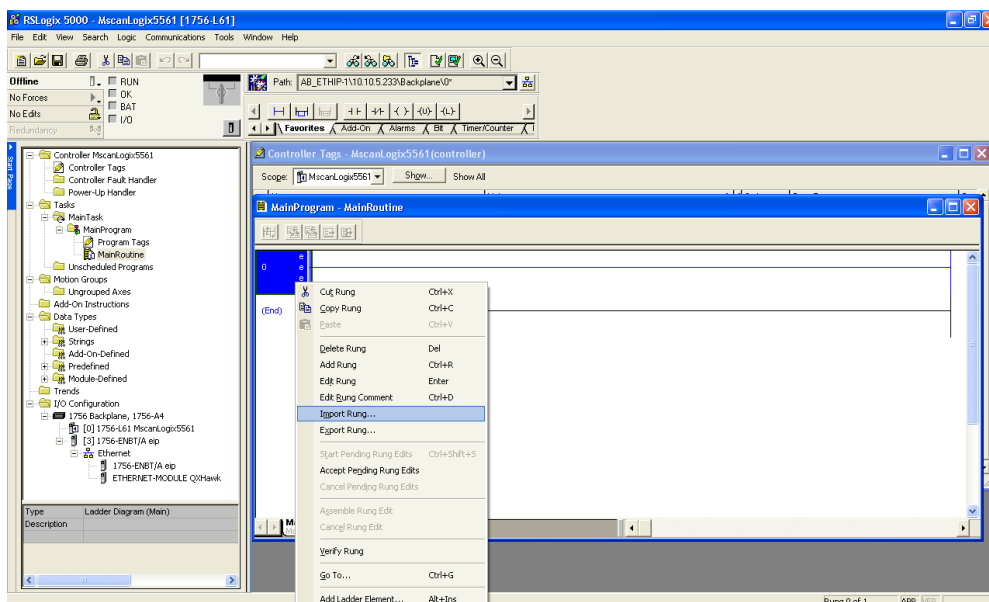 RSLogix 5000 - MscanLogix5561 [1756-L61]
File Edit View Search Logic Communications Tools Window Help
Offline RUN
No Forces OK
No Edits BAT
Redundancy I/O
Path: AB_ETHIP-1\10.10.5.233\Backplane\0*
Favorites Add-On Alarms Bit Timer/Counter
Start Page
Controller MscanLogix5561
Controller Tags
Controller Fault Handler
Power-Up Handler
Tasks
MainTask
MainProgram
Program Tags
MainRoutine
Unscheduled Programs
Motion Groups
Ungrouped Axes
Add-On Instructions
Data Types
User-Defined
Strings
Add-On-Defined
Predefined
Module-Defined
Trends
I/O Configuration
1756 Backplane, 1756-A4
[0] 1756-L61 MscanLogix5561
[3] 1756-ENBT/A eip
Ethernet
1756-ENBT/A eip
ETHERNET-MODULE QXHawk
Type Ladder Diagram (Main)
Description
Controller Tags - MscanLogix5561(controller)
Scope: MscanLogix5561 Show... Show All
MainProgram - MainRoutine
0
e
e
e
(End)
Cut Rung Ctrl+X
Copy Rung Ctrl+C
Paste Ctrl+V
Delete Rung Del
Add Rung Ctrl+R
Edit Rung Enter
Edit Rung Comment Ctrl+D
Import Rung...
Export Rung...
Start Pending Rung Edits Ctrl+Shift+S
Accept Pending Rung Edits
Cancel Pending Rung Edits
Assemble Rung Edit
Cancel Rung Edit
Verify Rung
Go To... Ctrl+G
Add Ladder Element... Alt+Ins
Rung 0 of 1 APP VER